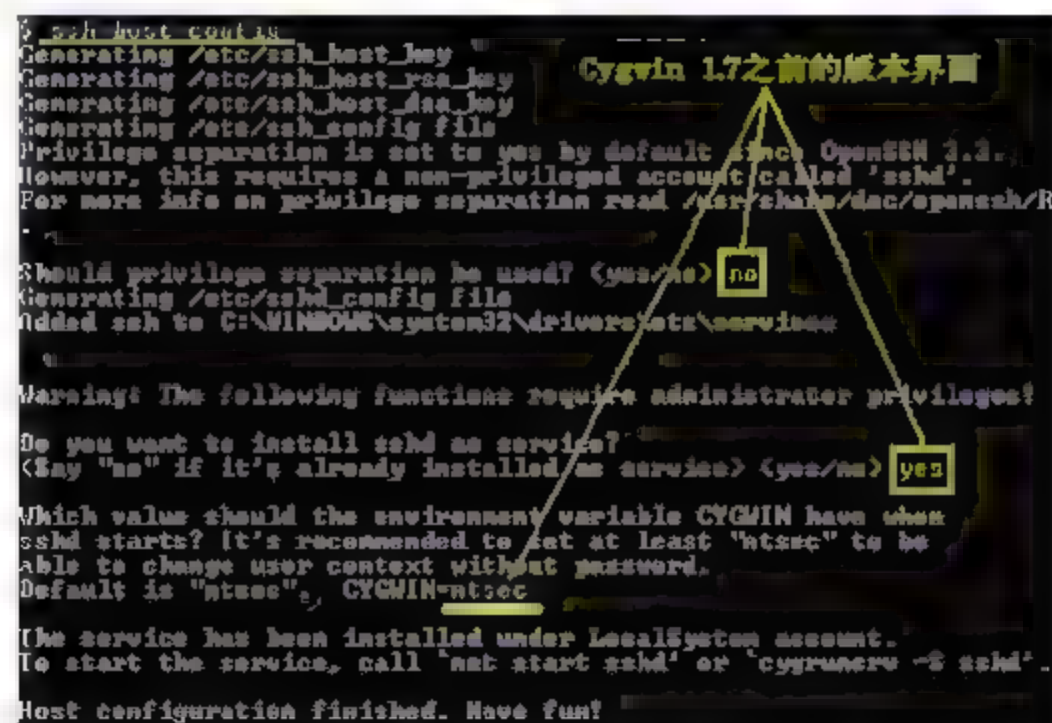 $ ssh-host-config
Generating /etc/ssh_host_key
Cygwin 1.7之前的版本界面
Generating /etc/ssh_host_rsa_key
Generating /etc/ssh_host_dsa_key
Generating /etc/ssh_config file
Privilege separation is set to yes by default since OpenSSH 3.3.
However, this requires a non-privileged account called 'sshd'.
For more info on privilege separation read /usr/share/doc/openssh/R
.
Should privilege separation be used? (yes/no) no
Generating /etc/sshd_config file
Added ssh to C:\WINDOWS\system32\drivers\etc\services
Warning: The following functions require administrator privileges!
Do you want to install sshd as service?
(Say "no" if it's already installed as service) (yes/no) yes
Which value should the environment variable CYGWIN have when
sshd starts? It's recommended to set at least "ntsec" to be
able to change user context without password.
Default is "ntsec". CYGWIN=ntsec
The service has been installed under LocalSystem account.
To start the service, call `net start sshd' or `cygrunsrv -S sshd'.
Host configuration finished. Have fun!